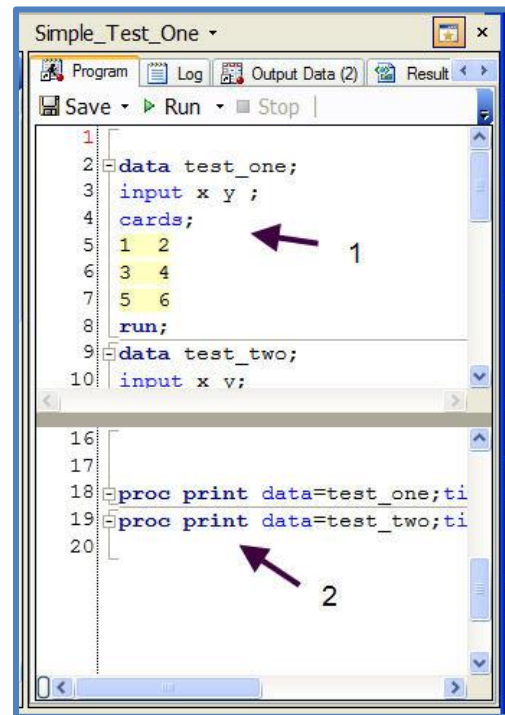 Simple_Test_One
Program Log Output Data (2) Result
Save Run Stop
1
2 data test_one;
3 input x y ;
4 cards;
1
5 1 2
6 3 4
7 5 6
8 run;
9 data test_two;
10 input x y;
16
17
18 proc print data=test_one;ti
19 proc print data=test_two;ti
20
2